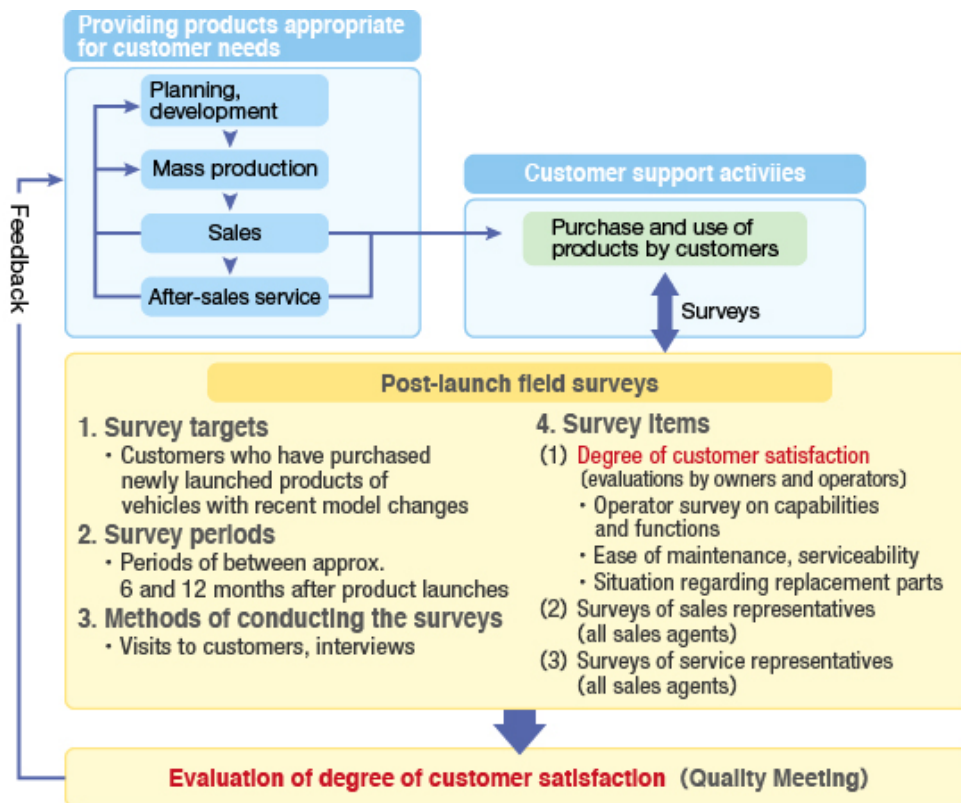 Providing products appropriate
for customer needs
Planning,
development
Mass production
Sales
After-sales service
Customer support activiies
Purchase and use of
products by customers
Surveys
Feedback
Post-launch field surveys
1. Survey targets
・Customers who have purchased
newly launched products of
vehicles with recent model changes
2. Survey periods
・Periods of between approx.
6 and 12 months after product launches
3. Methods of conducting the surveys
・Visits to customers, interviews
4. Survey Items
(1) Degree of customer satisfaction
(evaluations by owners and operators)
・Operator survey on capabilities
and functions
・Ease of maintenance, serviceability
・Situation regarding replacement parts
(2) Surveys of sales representatives
(all sales agents)
(3) Surveys of service representatives
(all sales agents)
Evaluation of degree of customer satisfaction (Quality Meeting)